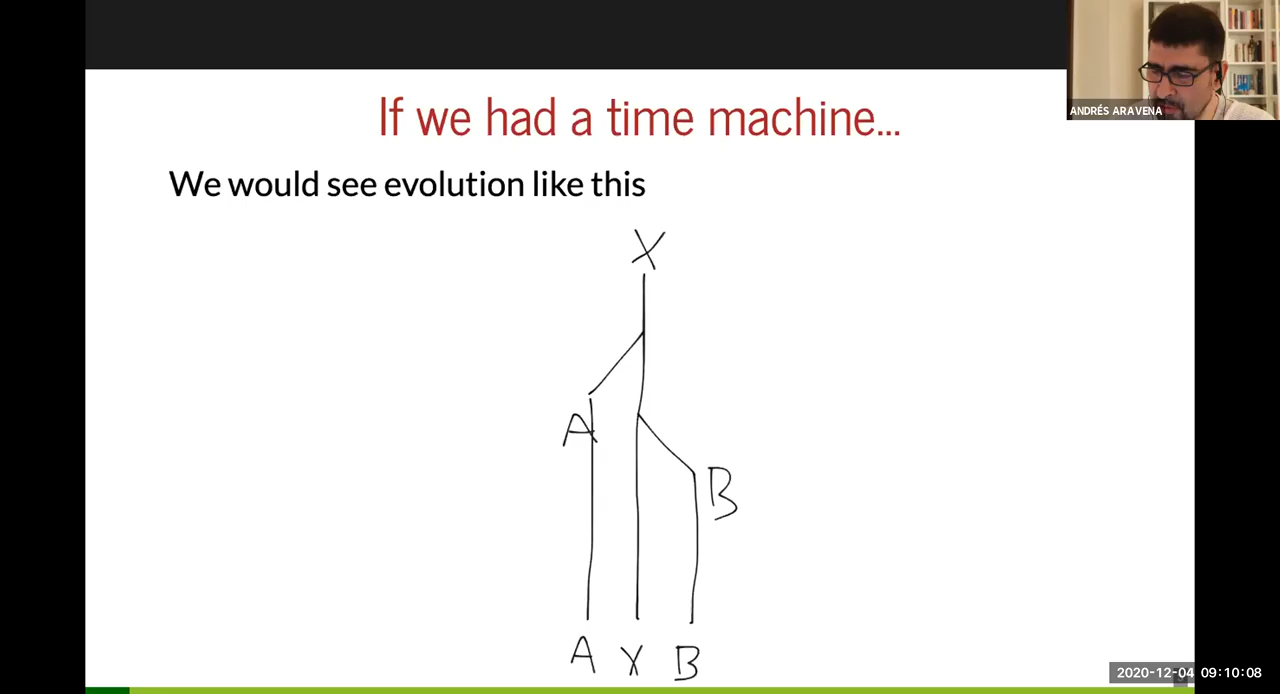 ANDRÉS ARAVENA
If we had a time machine...
We would see evolution like this
X
A
B
A X B
2020-12-04 09:10:08